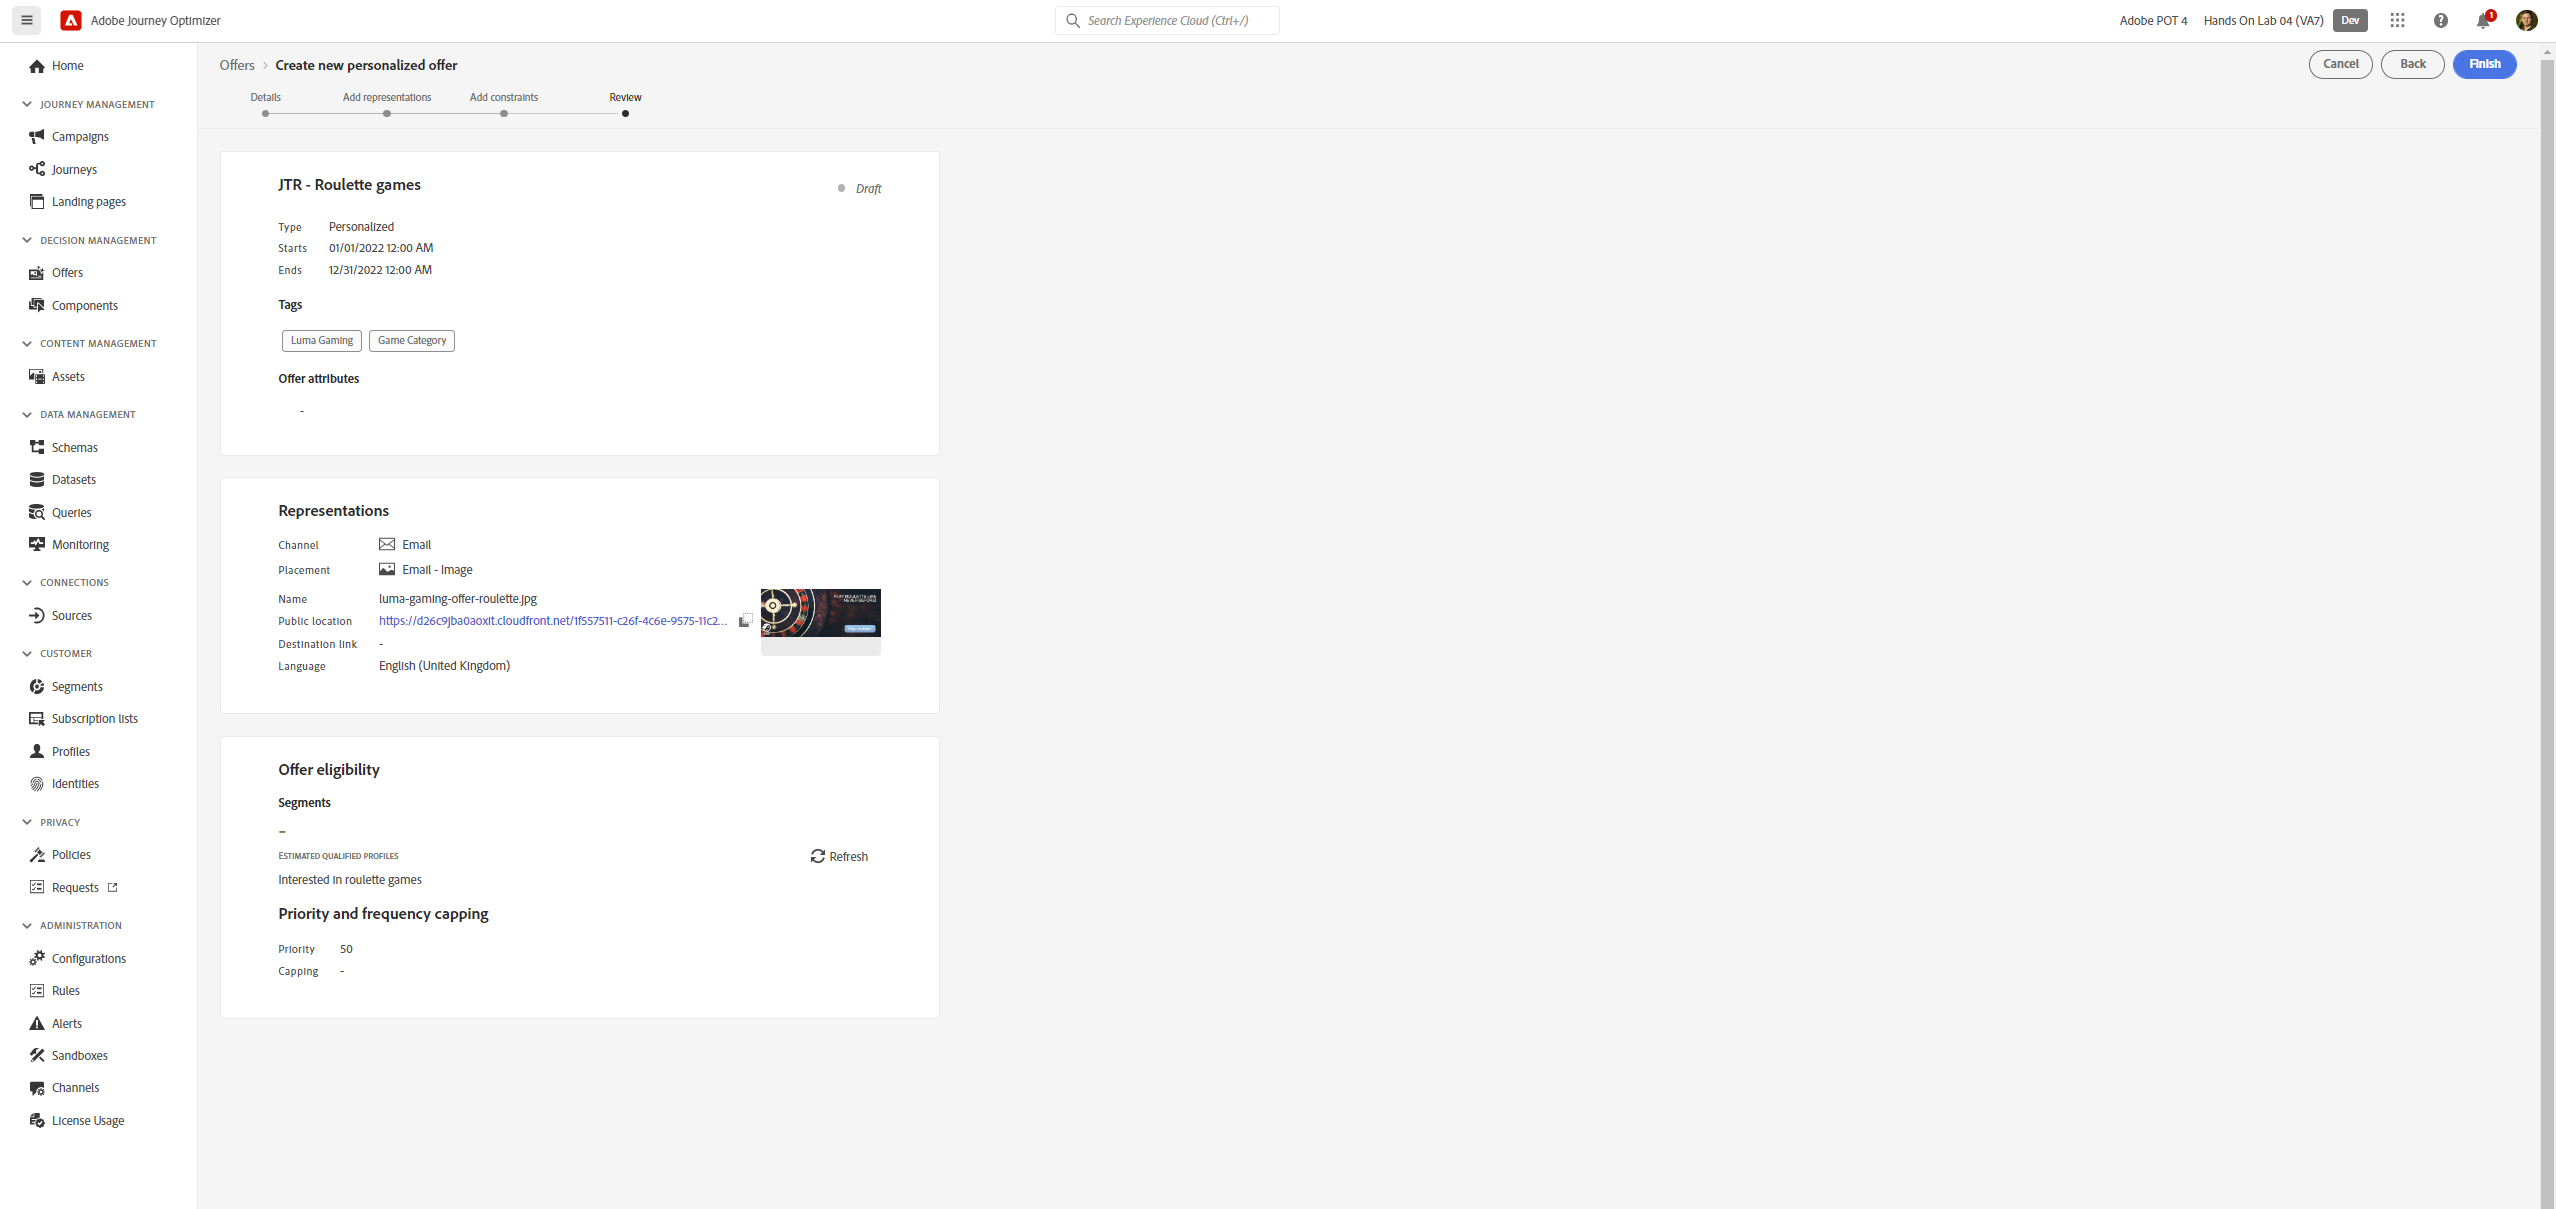 Adobe Journey Optimizer
Search Experience Cloud (Ctrl+/)
Adobe POT 4
Hands On Lab 04 (VA7)
Dev
1
Home
JOURNEY MANAGEMENT
Campaigns
Journeys
Landing pages
DECISION MANAGEMENT
Offers
Components
CONTENT MANAGEMENT
Assets
DATA MANAGEMENT
Schemas
Datasets
Queries
Monitoring
CONNECTIONS
Sources
CUSTOMER
Segments
Subscription lists
Profiles
Identities
PRIVACY
Policies
Requests
ADMINISTRATION
Configurations
Rules
Alerts
Sandboxes
Channels
License Usage
Offers > Create new personalized offer
Cancel
Back
Finish
Details
Add representations
Add constraints
Review
JTR - Roulette games
Draft
Type Personalized
Starts 01/01/2022 12:00 AM
Ends 12/31/2022 12:00 AM
Tags
Luma Gaming
Game Category
Offer attributes
-
Representations
Channel Email
Placement Email - Image
Name luma-gaming-offer-roulette.jpg
Public location https://d26c9jba0aoxit.cloudfront.net/1f557511-c26f-4c6e-9575-11c2...
Destination link -
Language English (United Kingdom)
PLAY ROULETTE LIKE
NEVER BEFORE!
Offer eligibility
Segments
–
ESTIMATED QUALIFIED PROFILES
Refresh
Interested in roulette games
Priority and frequency capping
Priority 50
Capping -